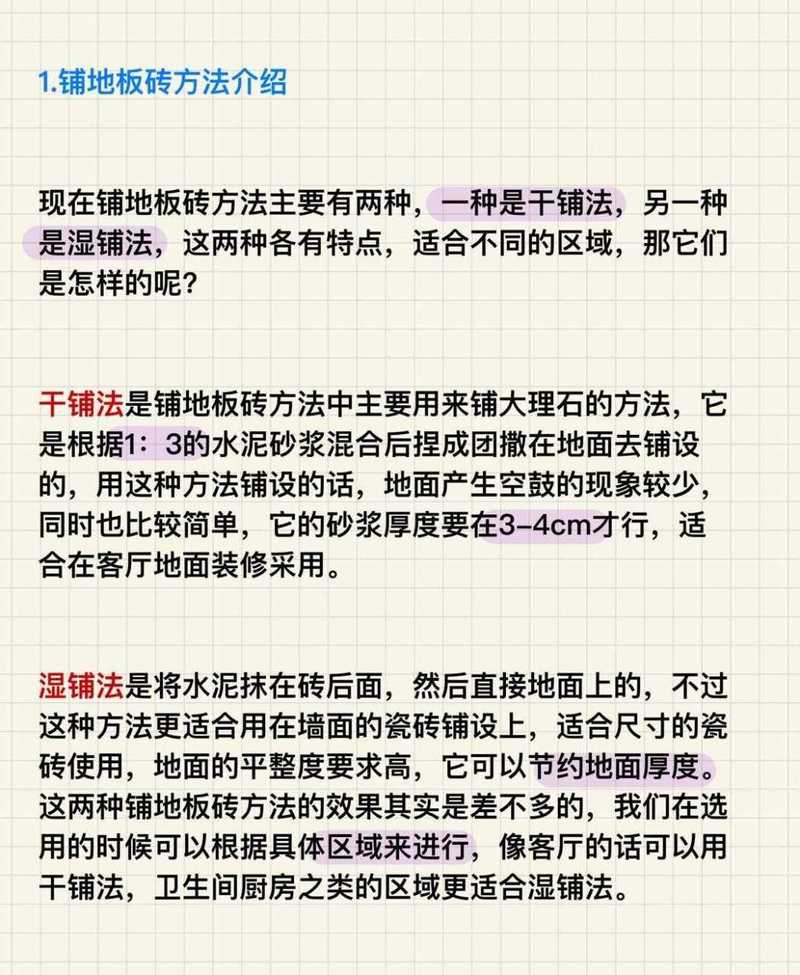 1.铺地板砖方法介绍
现在铺地板砖方法主要有两种，一种是干铺法，另一种
是湿铺法，这两种各有特点，适合不同的区域，那它们
是怎样的呢？
干铺法是铺地板砖方法中主要用来铺大理石的方法，它
是根据1：3的水泥砂浆混合后捏成团撒在地面去铺设
的，用这种方法铺设的话，地面产生空鼓的现象较少，
同时也比较简单，它的砂浆厚度要在3-4cm才行，适
合在客厅地面装修采用。
湿铺法是将水泥抹在砖后面，然后直接地面上的，不过
这种方法更适合用在墙面的瓷砖铺设上，适合尺寸的瓷
砖使用，地面的平整度要求高，它可以节约地面厚度。
这两种铺地板砖方法的效果其实是差不多的，我们在选
用的时候可以根据具体区域来进行，像客厅的话可以用
干铺法，卫生间厨房之类的区域更适合湿铺法。